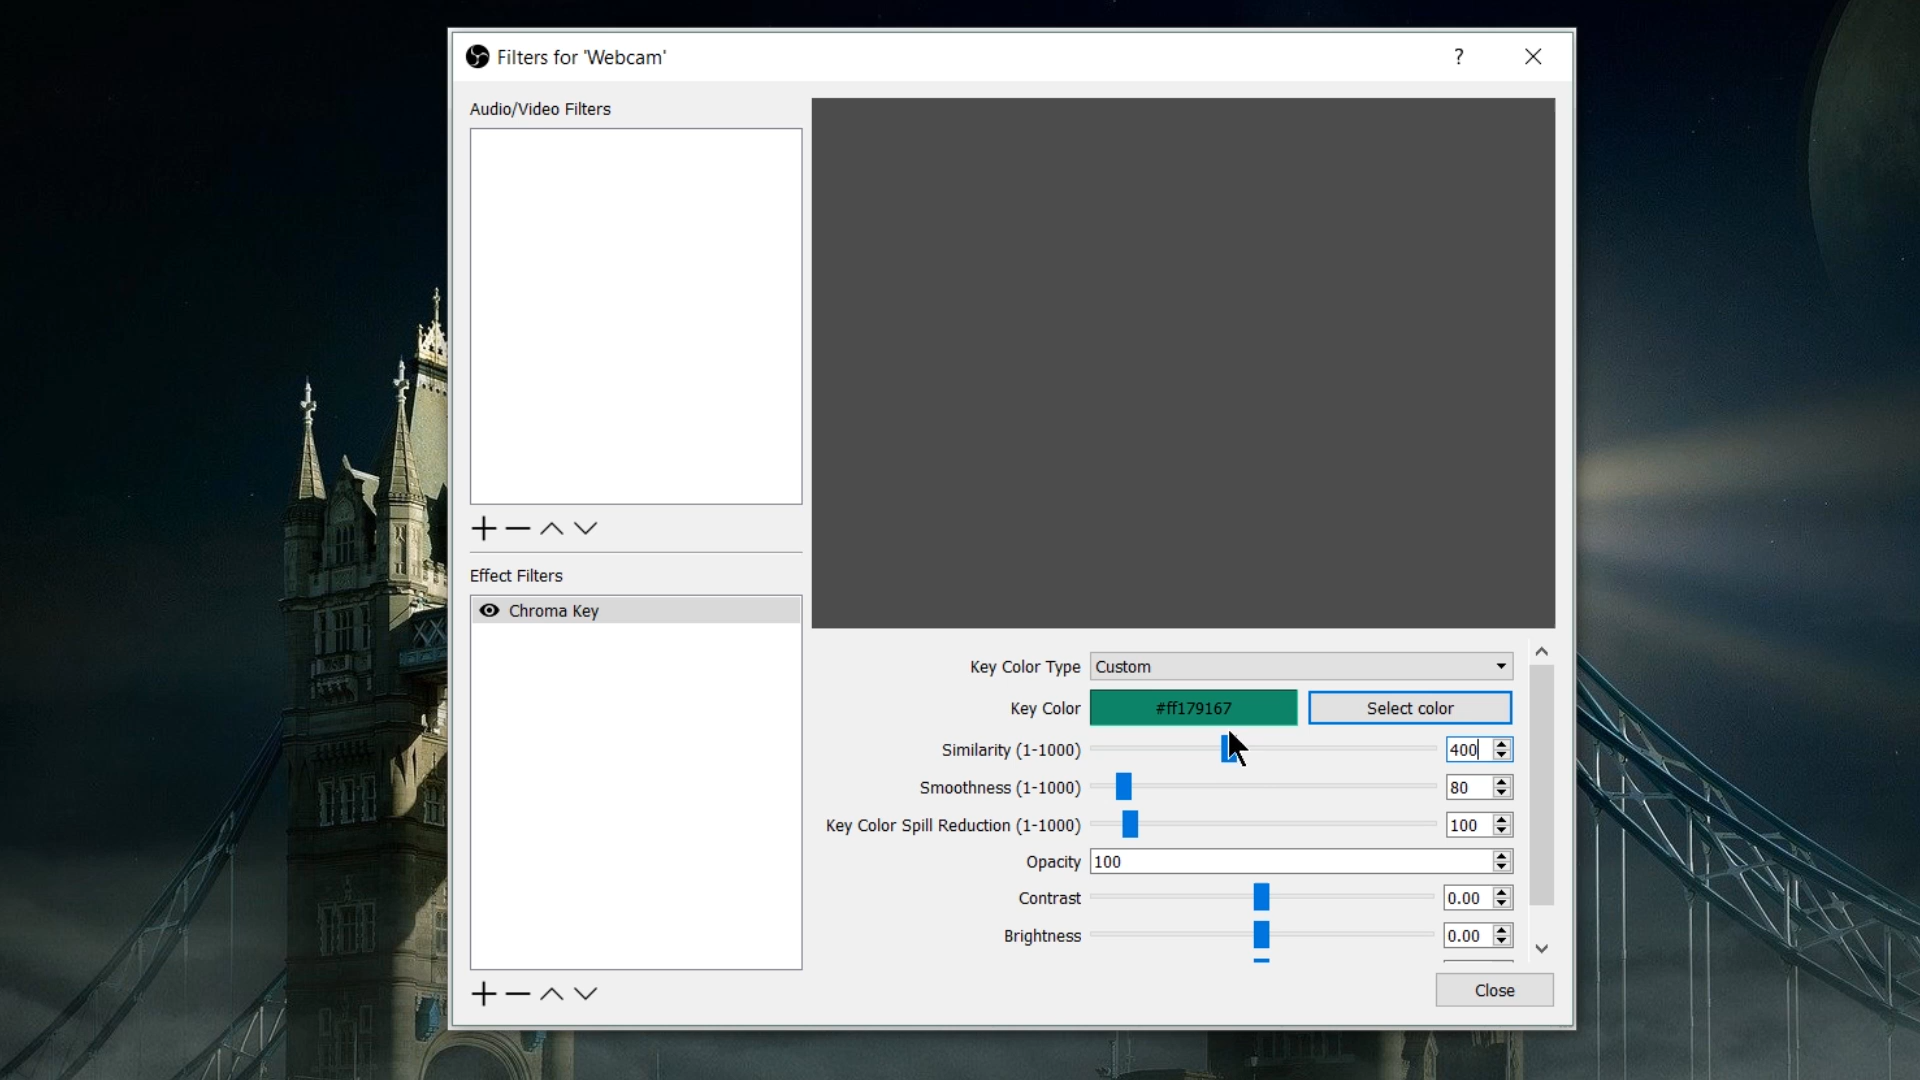 Filters for 'Webcam'
?
Audio/Video Filters
Effect Filters
Chroma Key
Key Color Type Custom
Key Color #ff179167 Select color
Similarity (1-1000) 400
Smoothness (1-1000) 80
Key Color Spill Reduction (1-1000) 100
Opacity 100
Contrast 0.00
Brightness 0.00
Close